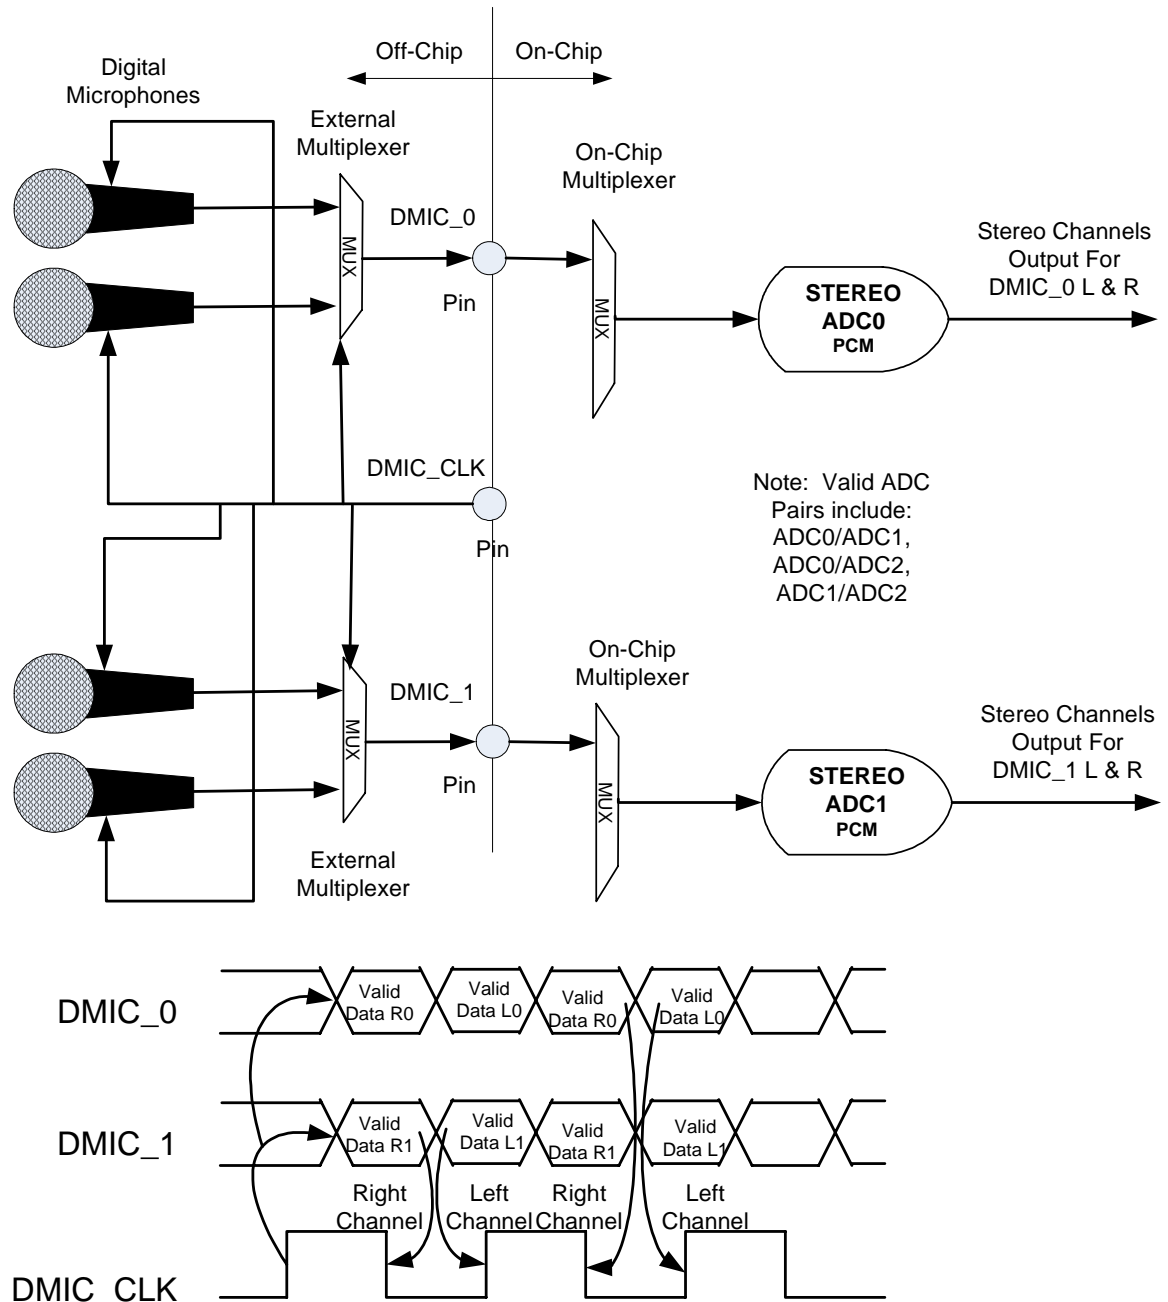 Off-Chip
On-Chip
Digital
Microphones
External
Multiplexer
On-Chip
Multiplexer
DMIC_0
MUX
Pin
MUX
STEREO
ADC0
PCM
Stereo Channels
Output For
DMIC_0 L & R
DMIC_CLK
Pin
Note: Valid ADC
Pairs include:
ADC0/ADC1,
ADC0/ADC2,
ADC1/ADC2
On-Chip
Multiplexer
DMIC_1
MUX
Pin
MUX
STEREO
ADC1
PCM
Stereo Channels
Output For
DMIC_1 L & R
External
Multiplexer
DMIC_0
Valid
Data R0
Valid
Data L0
Valid
Data R0
Valid
Data L0
DMIC_1
Valid
Data R1
Valid
Data L1
Valid
Data R1
Valid
Data L1
Right
Channel
Left
Channel
Right
Channel
Left
Channel
DMIC_CLK